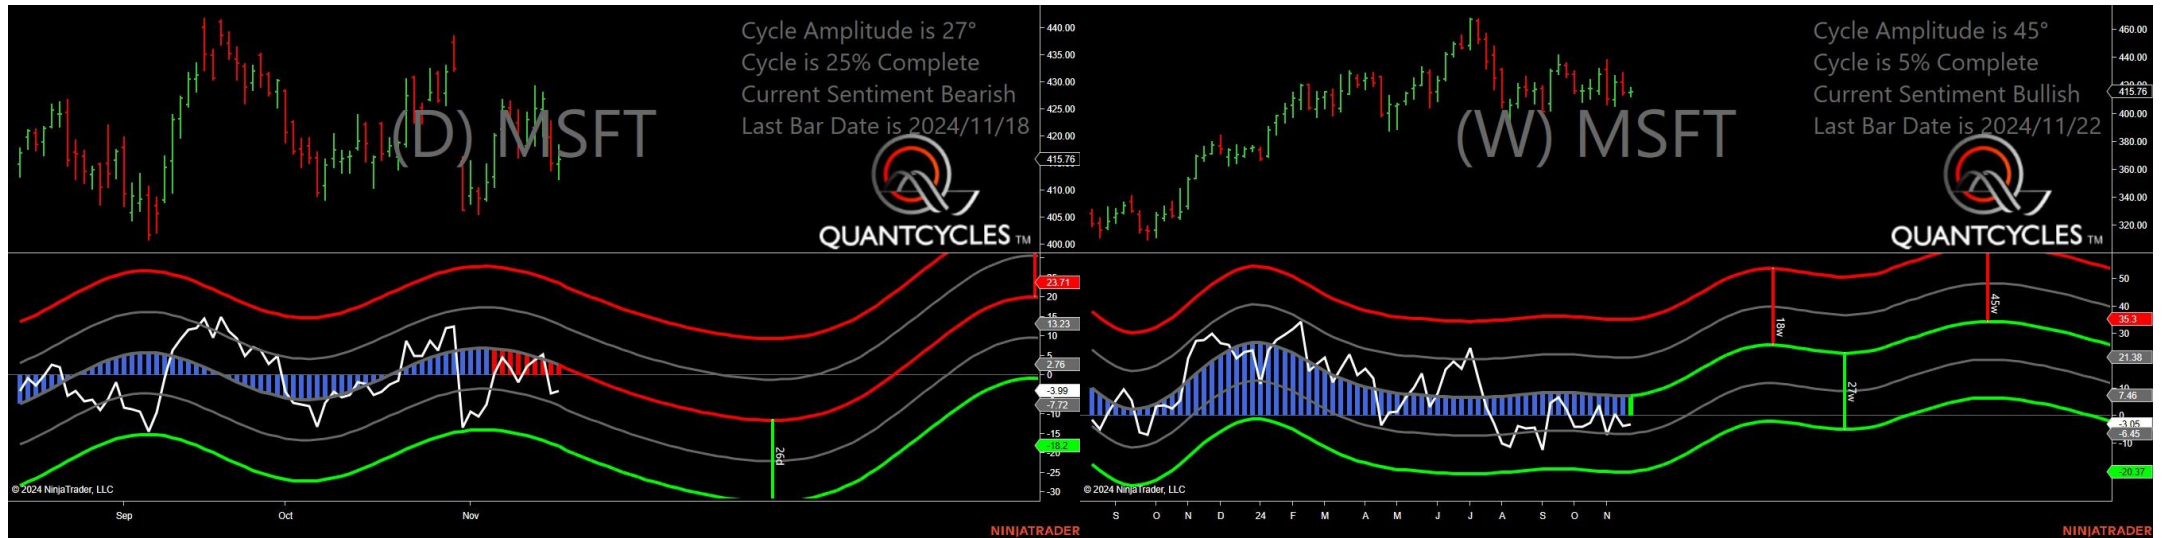 Cycle Amplitude is 27°
Cycle is 25% Complete
Current Sentiment Bearish
Last Bar Date is 2024/11/18
(D) MSFT
QUANTCYCLES TM
440.00
435.00
430.00
425.00
420.00
415.76
410.00
405.00
400.00
23.71
20
15
13.23
10
5
2.76
0
-3.99
-7.72
-10
-15
-18.2
-20
-25
-30
26d
© 2024 NinjaTrader, LLC
Sep
Oct
Nov
NINJATRADER
Cycle Amplitude is 45°
Cycle is 5% Complete
Current Sentiment Bullish
Last Bar Date is 2024/11/22
(W) MSFT
QUANTCYCLES TM
460.00
440.00
420.00
415.76
400.00
380.00
360.00
340.00
320.00
50
40
35.3
30
21.38
10
7.46
0
-3.05
-6.45
-10
-20.37
18w
27w
45w
© 2024 NinjaTrader, LLC
S
O
N
D
24
F
M
A
M
J
J
A
S
O
N
NINJATRADER